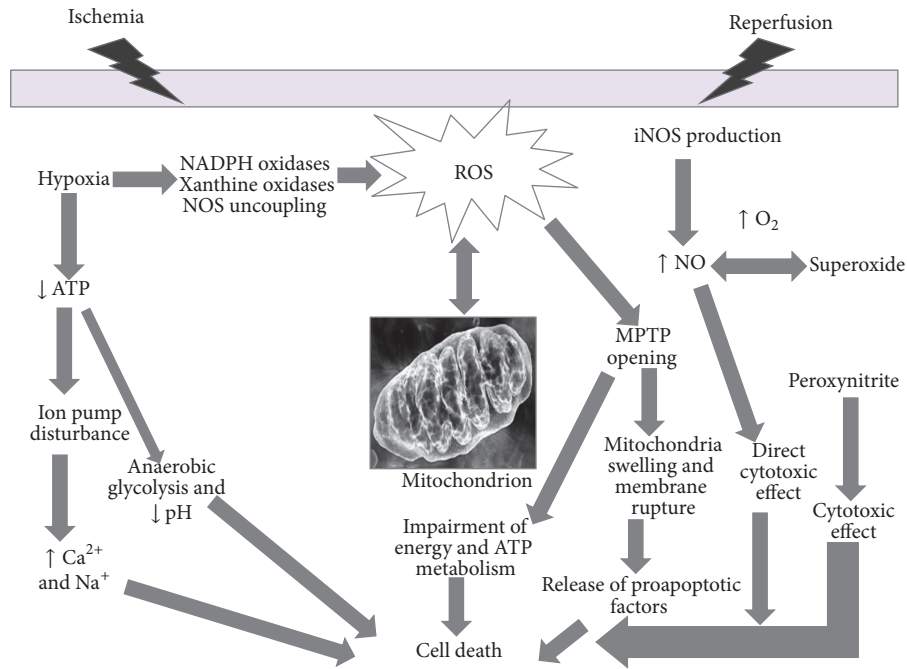 Ischemia
Reperfusion
iNOS production
Hypoxia
NADPH oxidases
Xanthine oxidases
NOS uncoupling
ROS
↑ O₂
↑ NO
Superoxide
↓ ATP
MPTP
opening
Peroxynitrite
Ion pump
disturbance
Anaerobic
glycolysis and
↓ pH
Mitochondrion
Mitochondria
swelling and
membrane
rupture
Direct
cytotoxic
effect
Cytotoxic
effect
↑ Ca²⁺
and Na⁺
Impairment of
energy and ATP
metabolism
Release of proapoptotic
factors
Cell death